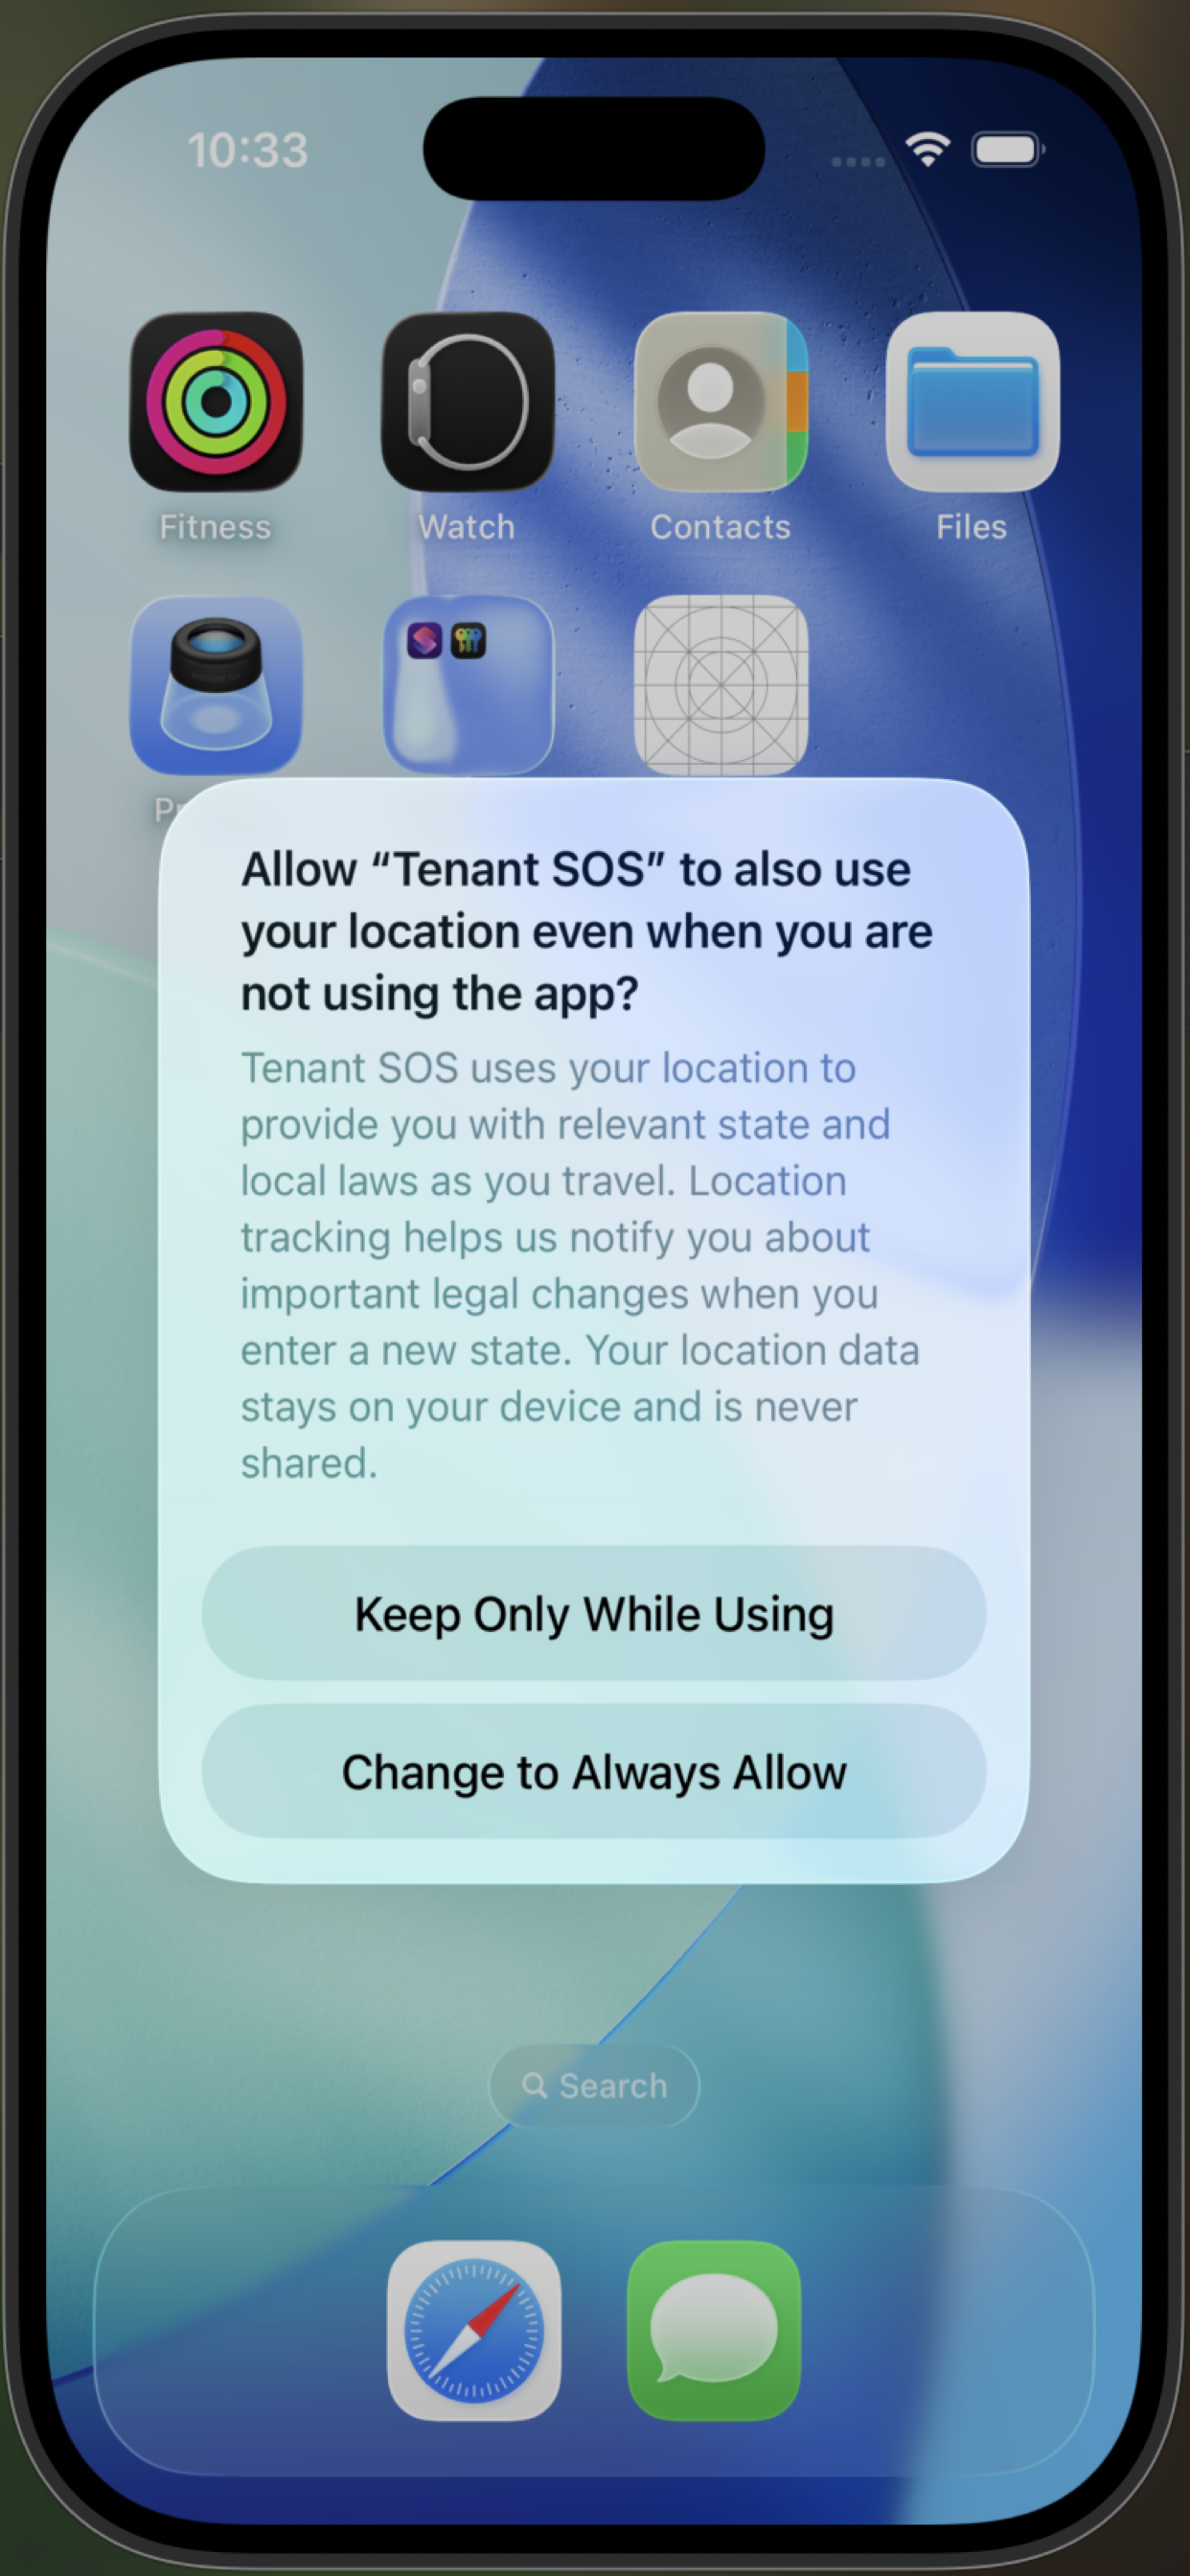 10:33
Fitness
Watch
Contacts
Files
Allow “Tenant SOS” to also use
your location even when you are
not using the app?
Tenant SOS uses your location to
provide you with relevant state and
local laws as you travel. Location
tracking helps us notify you about
important legal changes when you
enter a new state. Your location data
stays on your device and is never
shared.
Keep Only While Using
Change to Always Allow
Search